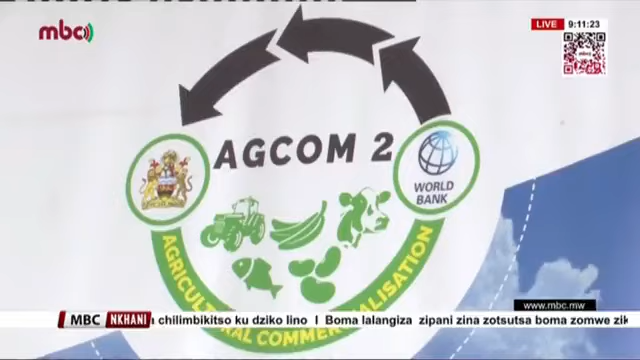 mbc
LIVE 9:11:23
AGCOM 2
WORLD
BANK
AGRICULTURAL COMMERCIALISATION
www.mbc.mw
MBC NKHANI chilimbikitso ku dziko lino I Boma lalangiza zipani zina zotsutsa boma zomwe zik